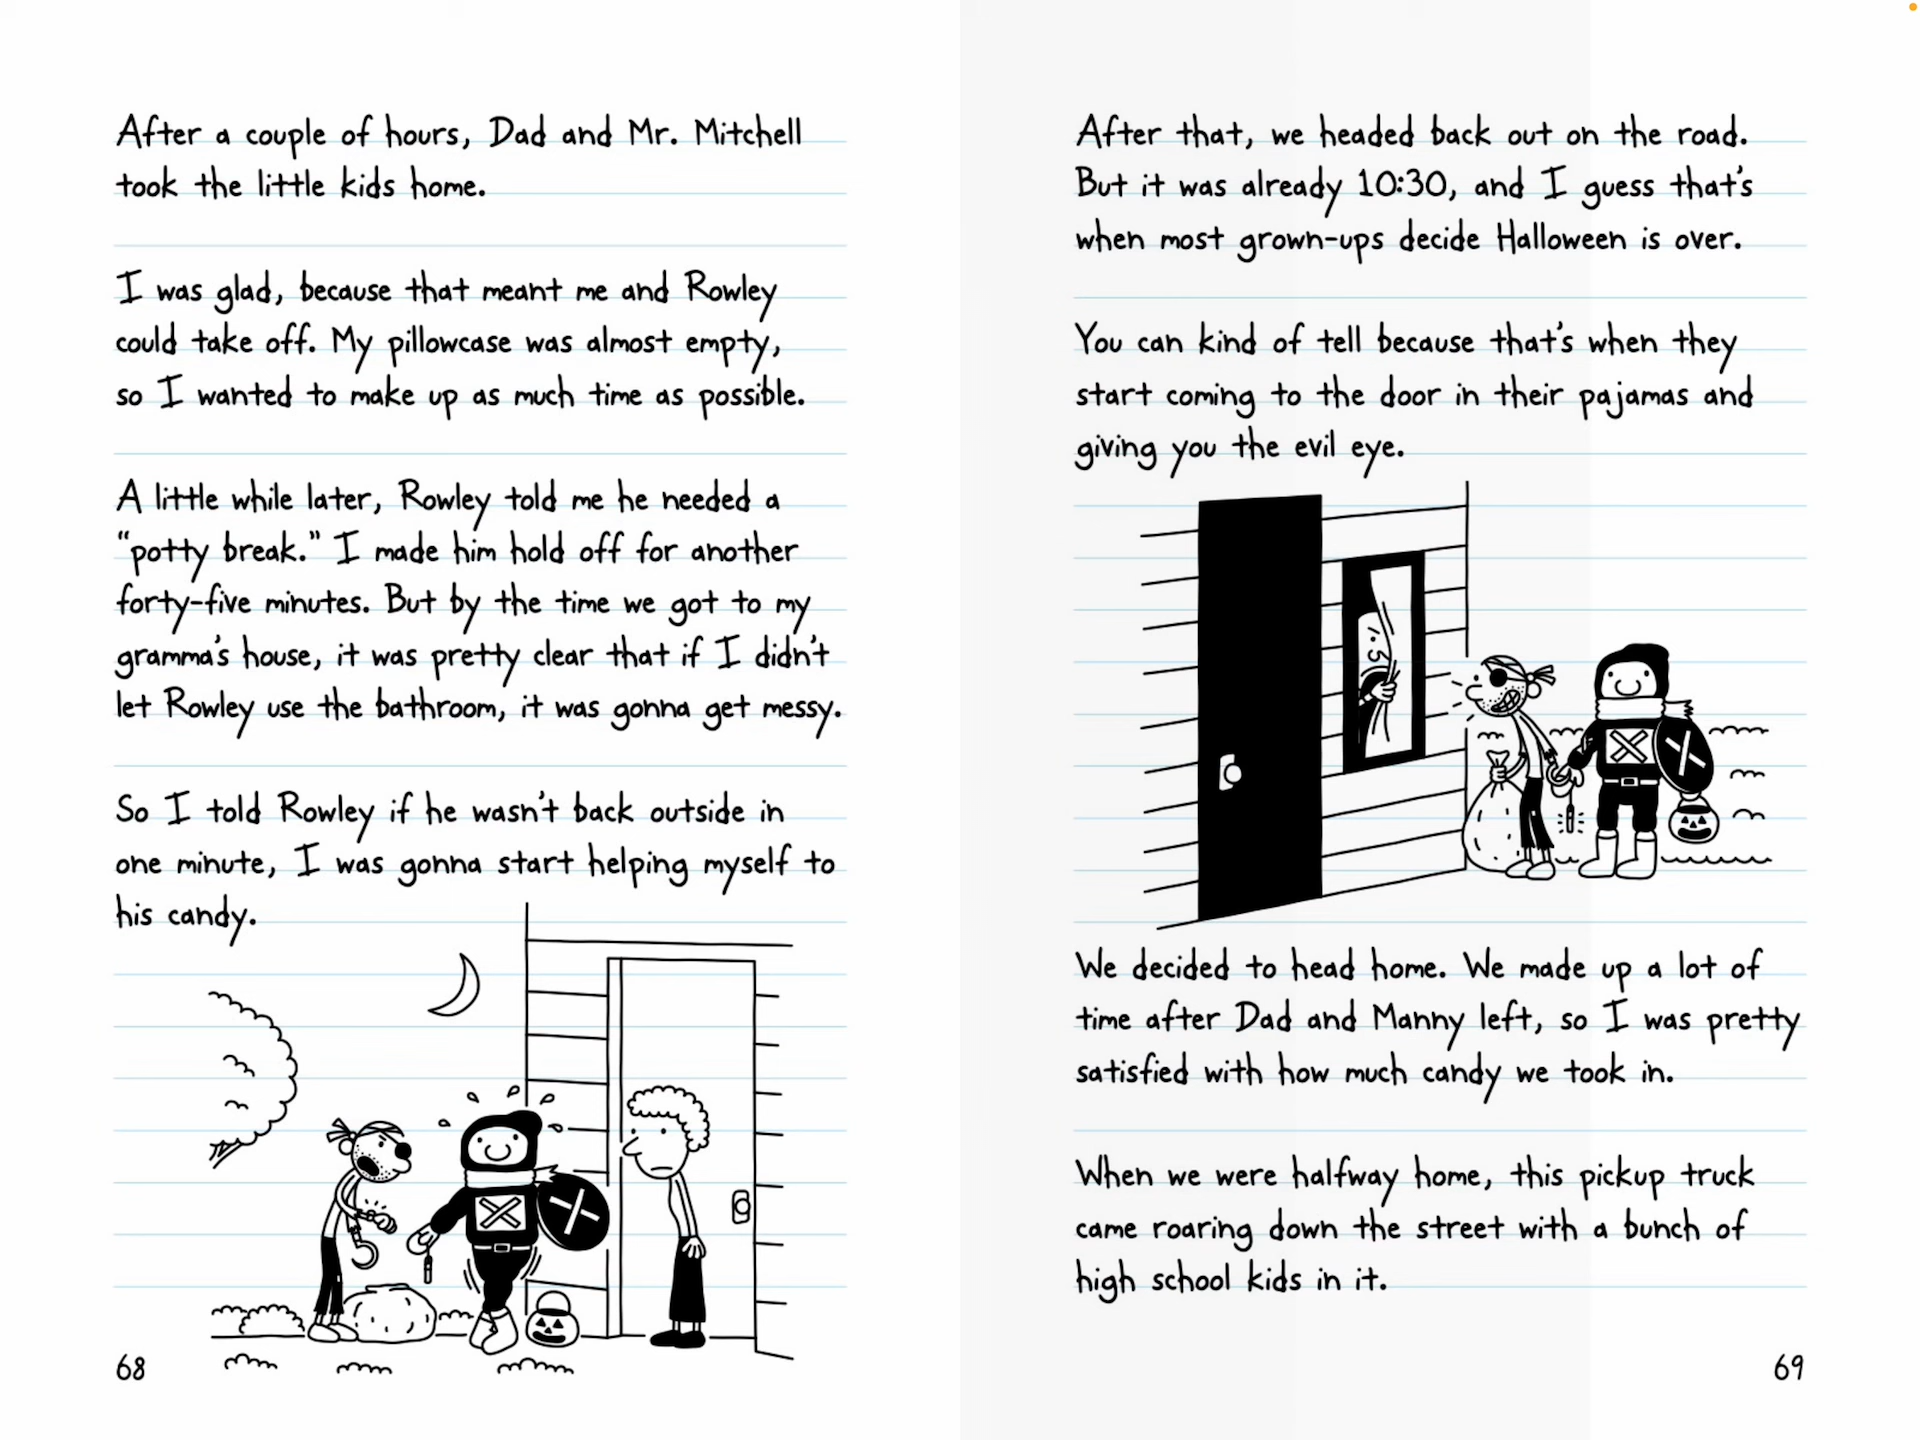 After a couple of hours, Dad and Mr. Mitchell
took the little kids home.
I was glad, because that meant me and Rowley
could take off. My pillowcase was almost empty,
so I wanted to make up as much time as possible.
A little while later, Rowley told me he needed a
“potty break.” I made him hold off for another
forty-five minutes. But by the time we got to my
gramma's house, it was pretty clear that if I didn't
let Rowley use the bathroom, it was gonna get messy.
So I told Rowley if he wasn't back outside in
one minute, I was gonna start helping myself to
his candy.
68
After that, we headed back out on the road.
But it was already 10:30, and I guess that's
when most grown-ups decide Halloween is over.
You can kind of tell because that's when they
start coming to the door in their pajamas and
giving you the evil eye.
We decided to head home. We made up a lot of
time after Dad and Manny left, so I was pretty
satisfied with how much candy we took in.
When we were halfway home, this pickup truck
came roaring down the street with a bunch of
high school kids in it.
69